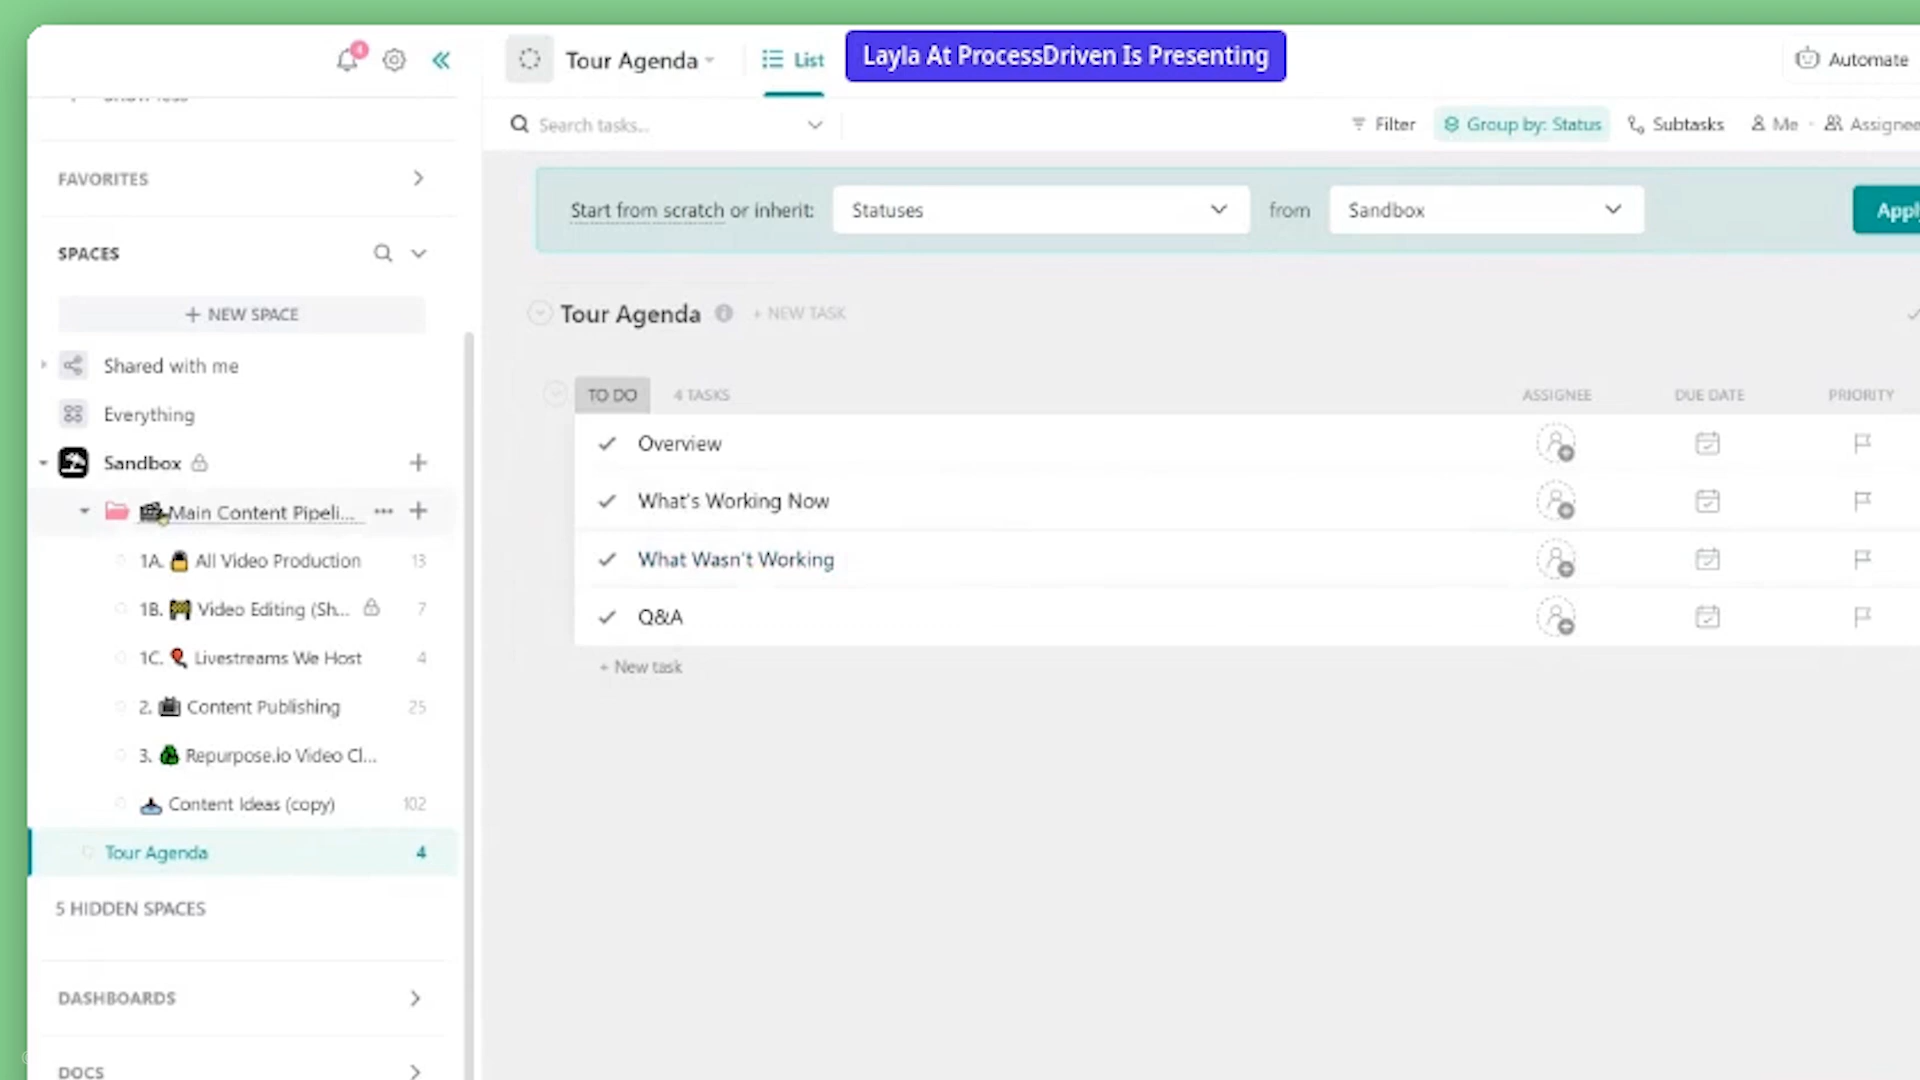 4
Tour Agenda
List
Layla At ProcessDriven Is Presenting
Automate
Search tasks...
Filter
Group by: Status
Subtasks
Me
Assignee
FAVORITES
Start from scratch or inherit:
Statuses
from
Sandbox
Apply
SPACES
+ NEW SPACE
Tour Agenda
+ NEW TASK
Shared with me
Everything
Sandbox
Main Content Pipeli...
1A. All Video Production 13
1B. Video Editing (Sh... 7
1C. Livestreams We Host 4
2. Content Publishing 25
3. Repurpose.io Video Cl...
Content Ideas (copy) 102
Tour Agenda 4
5 HIDDEN SPACES
DASHBOARDS
DOCS
TO DO 4 TASKS ASSIGNEE DUE DATE PRIORITY
Overview
What's Working Now
What Wasn't Working
Q&A
+ New task